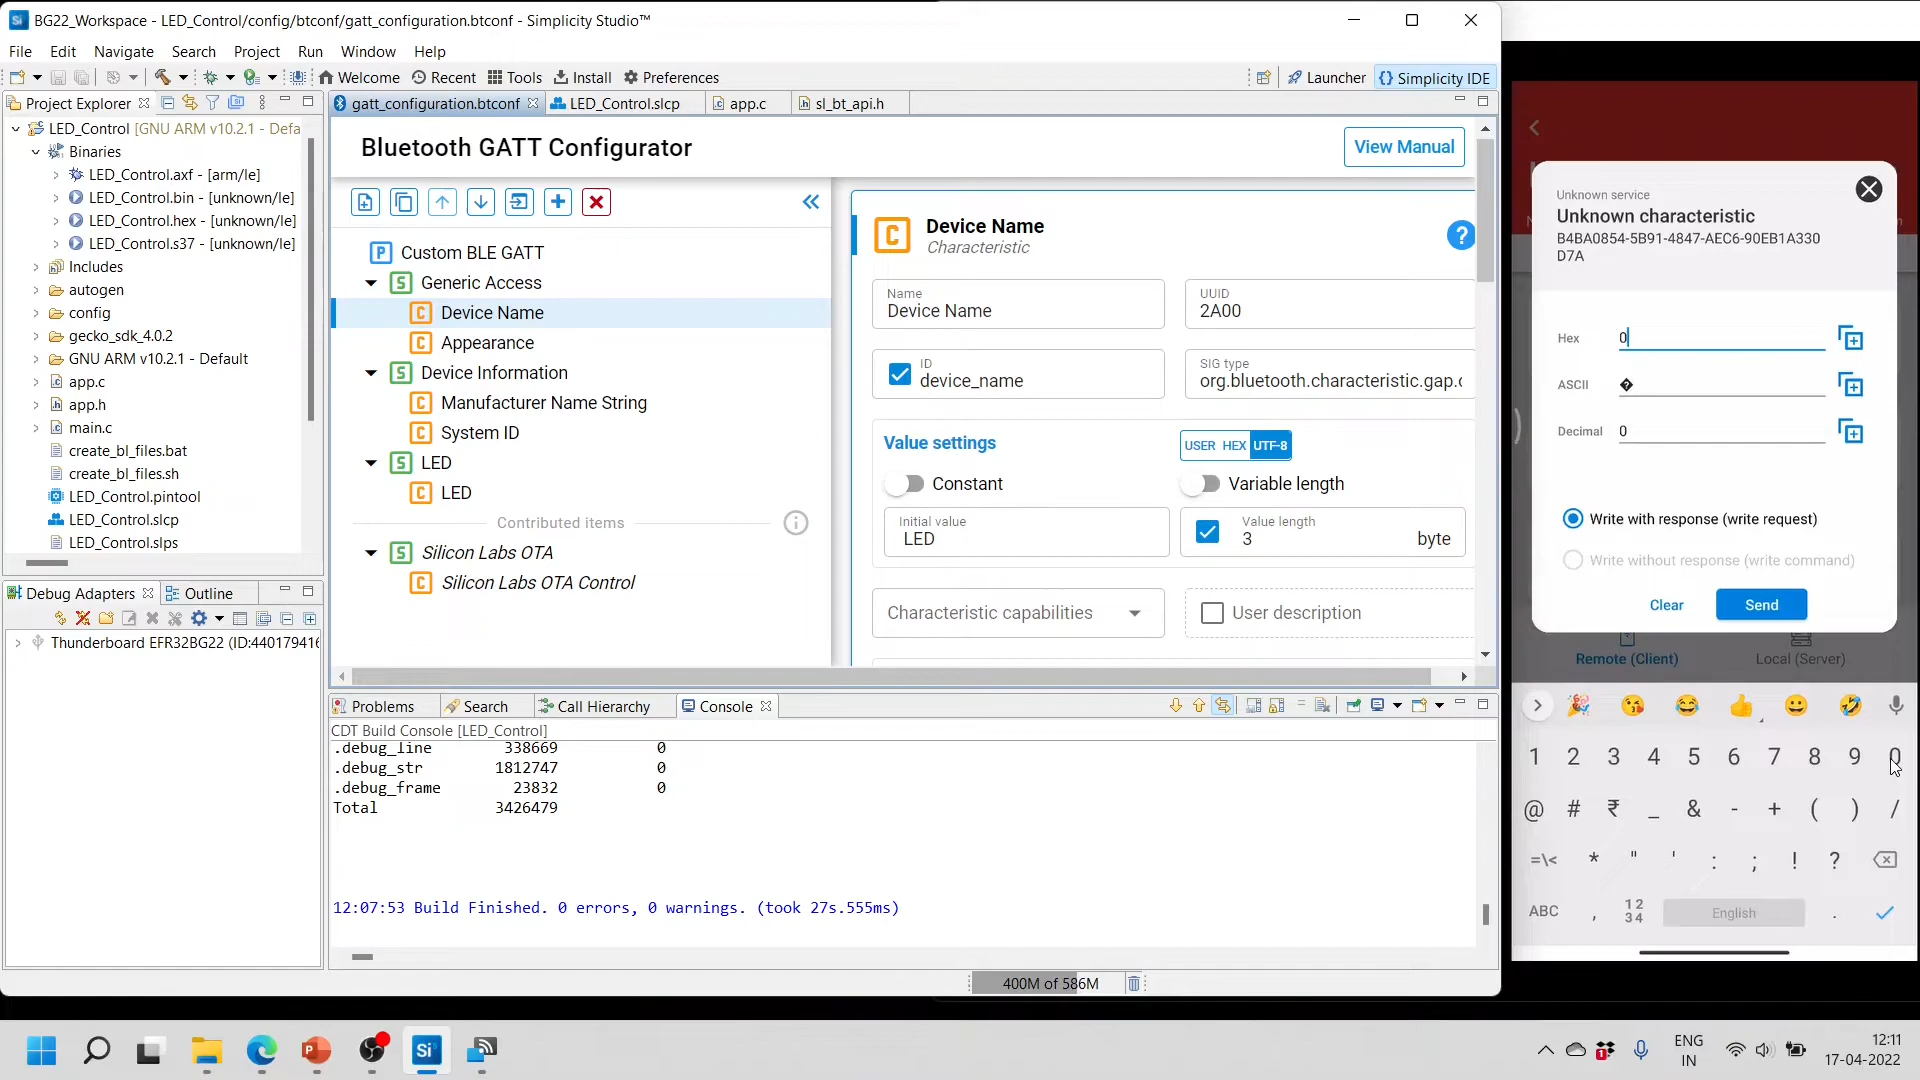 BG22_Workspace - LED_Control/config/btconf/gatt_configuration.btconf - Simplicity Studio™
File Edit Navigate Search Project Run Window Help
Welcome Recent Tools Install Preferences Launcher {} Simplicity IDE
Project Explorer
LED_Control [GNU ARM v10.2.1 - Defa
Binaries
LED_Control.axf - [arm/le]
LED_Control.bin - [unknown/le]
LED_Control.hex - [unknown/le]
LED_Control.s37 - [unknown/le]
Includes
autogen
config
gecko_sdk_4.0.2
GNU ARM v10.2.1 - Default
app.c
app.h
main.c
create_bl_files.bat
create_bl_files.sh
LED_Control.pintool
LED_Control.slcp
LED_Control.slps
Debug Adapters Outline
Thunderboard EFR32BG22 (ID:440179416
gatt_configuration.btconf LED_Control.slcp app.c sl_bt_api.h
Bluetooth GATT Configurator
View Manual
Custom BLE GATT
Generic Access
Device Name
Appearance
Device Information
Manufacturer Name String
System ID
LED
LED
Contributed items
Silicon Labs OTA
Silicon Labs OTA Control
Device Name
Characteristic
Name
Device Name
UUID
2A00
ID
device_name
SIG type
org.bluetooth.characteristic.gap.c
Value settings
USER HEX UTF-8
Constant
Variable length
Initial value
LED
Value length
3 byte
Characteristic capabilities
User description
Problems Search Call Hierarchy Console
CDT Build Console [LED_Control]
.debug_line 338669 0
.debug_str 1812747 0
.debug_frame 23832 0
Total 3426479
12:07:53 Build Finished. 0 errors, 0 warnings. (took 27s.555ms)
400M of 586M
Unknown service
Unknown characteristic
B4BA0854-5B91-4847-AEC6-90EB1A330
D7A
Hex 0
ASCII �
Decimal 0
Write with response (write request)
Write without response (write command)
Clear Send
Remote (Client) Local (Server)
1 2 3 4 5 6 7 8 9 0
@ # ₹ _ & - + ( ) /
=\< * " ' : ; ! ?
ABC , 12 34 English .
Si
1
ENG
IN
12:11
17-04-2022